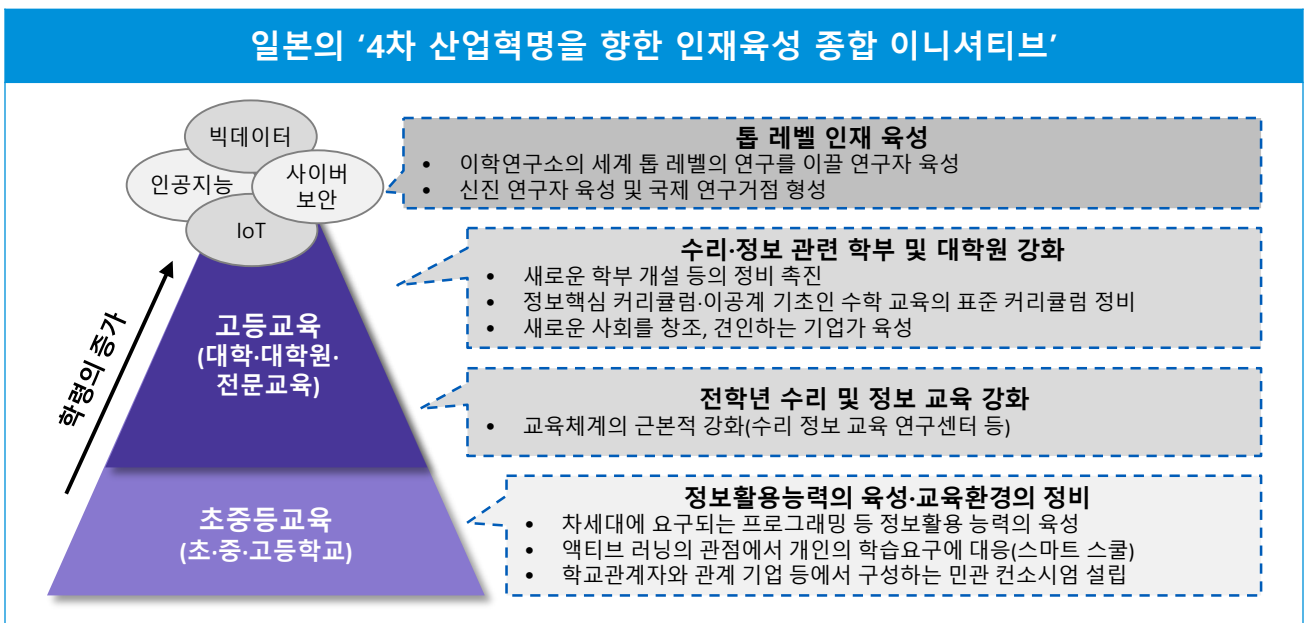 일본의 ‘4차 산업혁명을 향한 인재육성 종합 이니셔티브’
빅데이터
인공지능
사이버
보안
IoT
톱 레벨 인재 육성
• 이학연구소의 세계 톱 레벨의 연구를 이끌 연구자 육성
• 신진 연구자 육성 및 국제 연구거점 형성
수리·정보 관련 학부 및 대학원 강화
• 새로운 학부 개설 등의 정비 촉진
• 정보핵심 커리큘럼·이공계 기초인 수학 교육의 표준 커리큘럼 정비
• 새로운 사회를 창조, 견인하는 기업가 육성
학령의 증가
고등교육
(대학·대학원·
전문교육)
전학년 수리 및 정보 교육 강화
• 교육체계의 근본적 강화(수리 정보 교육 연구센터 등)
초중등교육
(초·중·고등학교)
정보활용능력의 육성·교육환경의 정비
• 차세대에 요구되는 프로그래밍 등 정보활용 능력의 육성
• 액티브 러닝의 관점에서 개인의 학습요구에 대응(스마트 스쿨)
• 학교관계자와 관계 기업 등에서 구성하는 민관 컨소시엄 설립